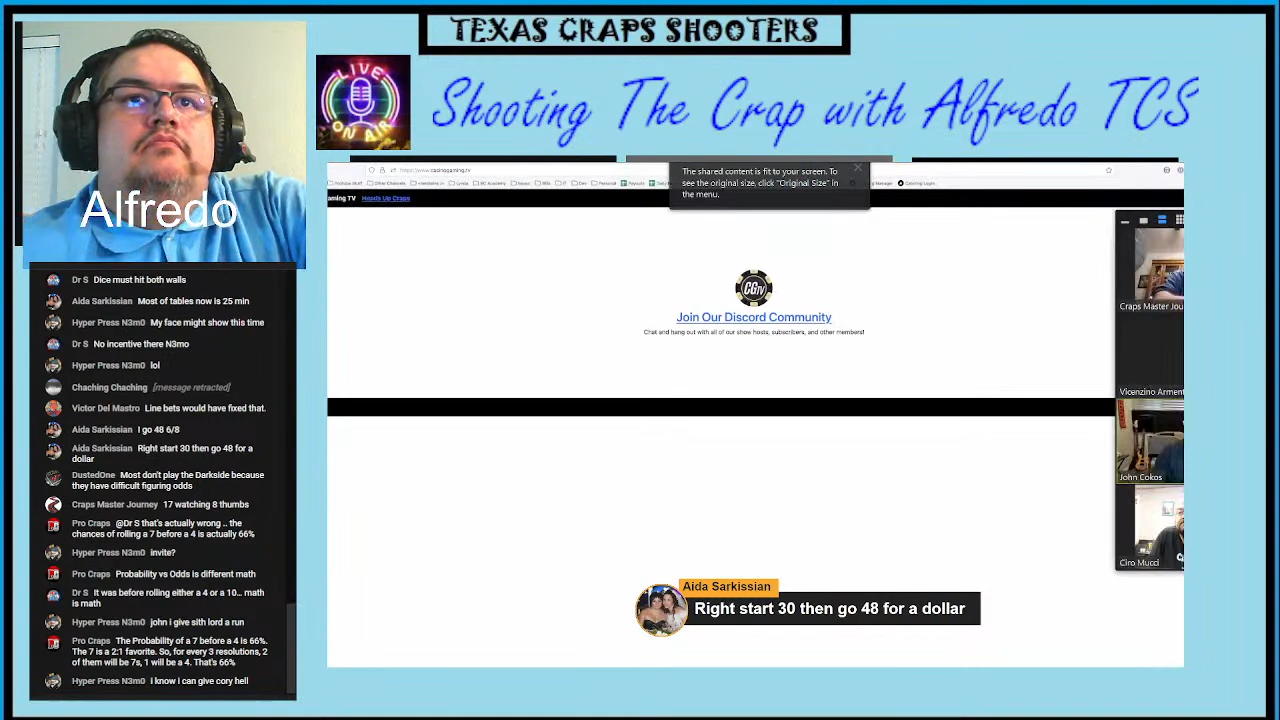 TEXAS CRAPS SHOOTERS
LIVE
ON AIR
Shooting The Crap with Alfredo TCS
Alfredo
https://www.casinogaming.tv
The shared content is fit to your screen. To
see the original size, click "Original Size" in
the menu.
aming TV Heads Up Craps
CGTV
Join Our Discord Community
Chat and hang out with all of our show hosts, subscribers, and other members!
Craps Master Jou
Vicenzino Arment
John Cokos
Ciro Mucci
Dr S Dice must hit both walls
Aida Sarkissian Most of tables now is 25 min
Hyper Press N3m0 My face might show this time
Dr S No incentive there N3mo
Hyper Press N3m0 lol
Chaching Chaching [message retracted]
Victor Del Mastro Line bets would have fixed that.
Aida Sarkissian I go 48 6/8
Aida Sarkissian Right start 30 then go 48 for a
dollar
DustedOne Most don't play the Darkside because
they have difficult figuring odds
Craps Master Journey 17 watching 8 thumbs
Pro Craps @Dr S that's actually wrong .. the
chances of rolling a 7 before a 4 is actually 66%
Hyper Press N3m0 invite?
Pro Craps Probability vs Odds is different math
Dr S It was before rolling either a 4 or a 10... math
is math
Hyper Press N3m0 john i give sith lord a run
Pro Craps The Probability of a 7 before a 4 is 66%.
The 7 is a 2:1 favorite. So, for every 3 resolutions, 2
of them will be 7s, 1 will be a 4. That's 66%
Hyper Press N3m0 i know i can give cory hell
Aida Sarkissian
Right start 30 then go 48 for a dollar